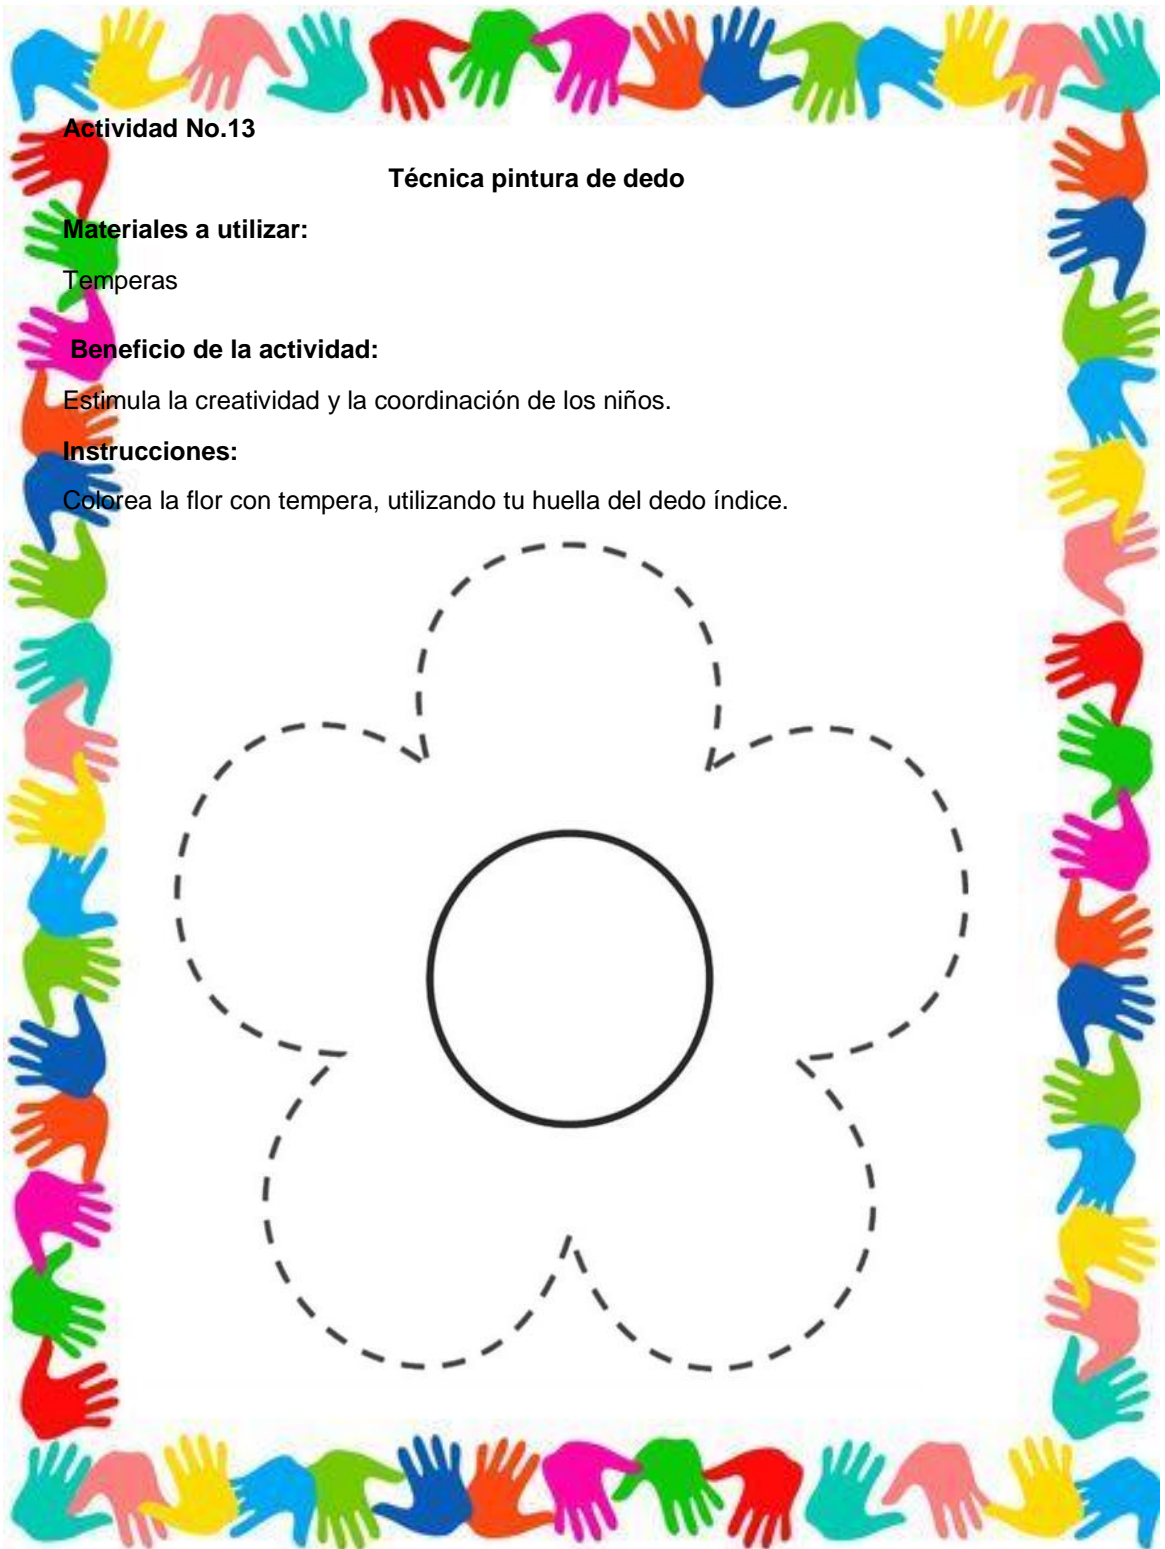 Actividad No.13
Técnica pintura de dedo
Materiales a utilizar:
Temperas
Beneficio de la actividad:
Estimula la creatividad y la coordinación de los niños.
Instrucciones:
Colorea la flor con tempera, utilizando tu huella del dedo índice.